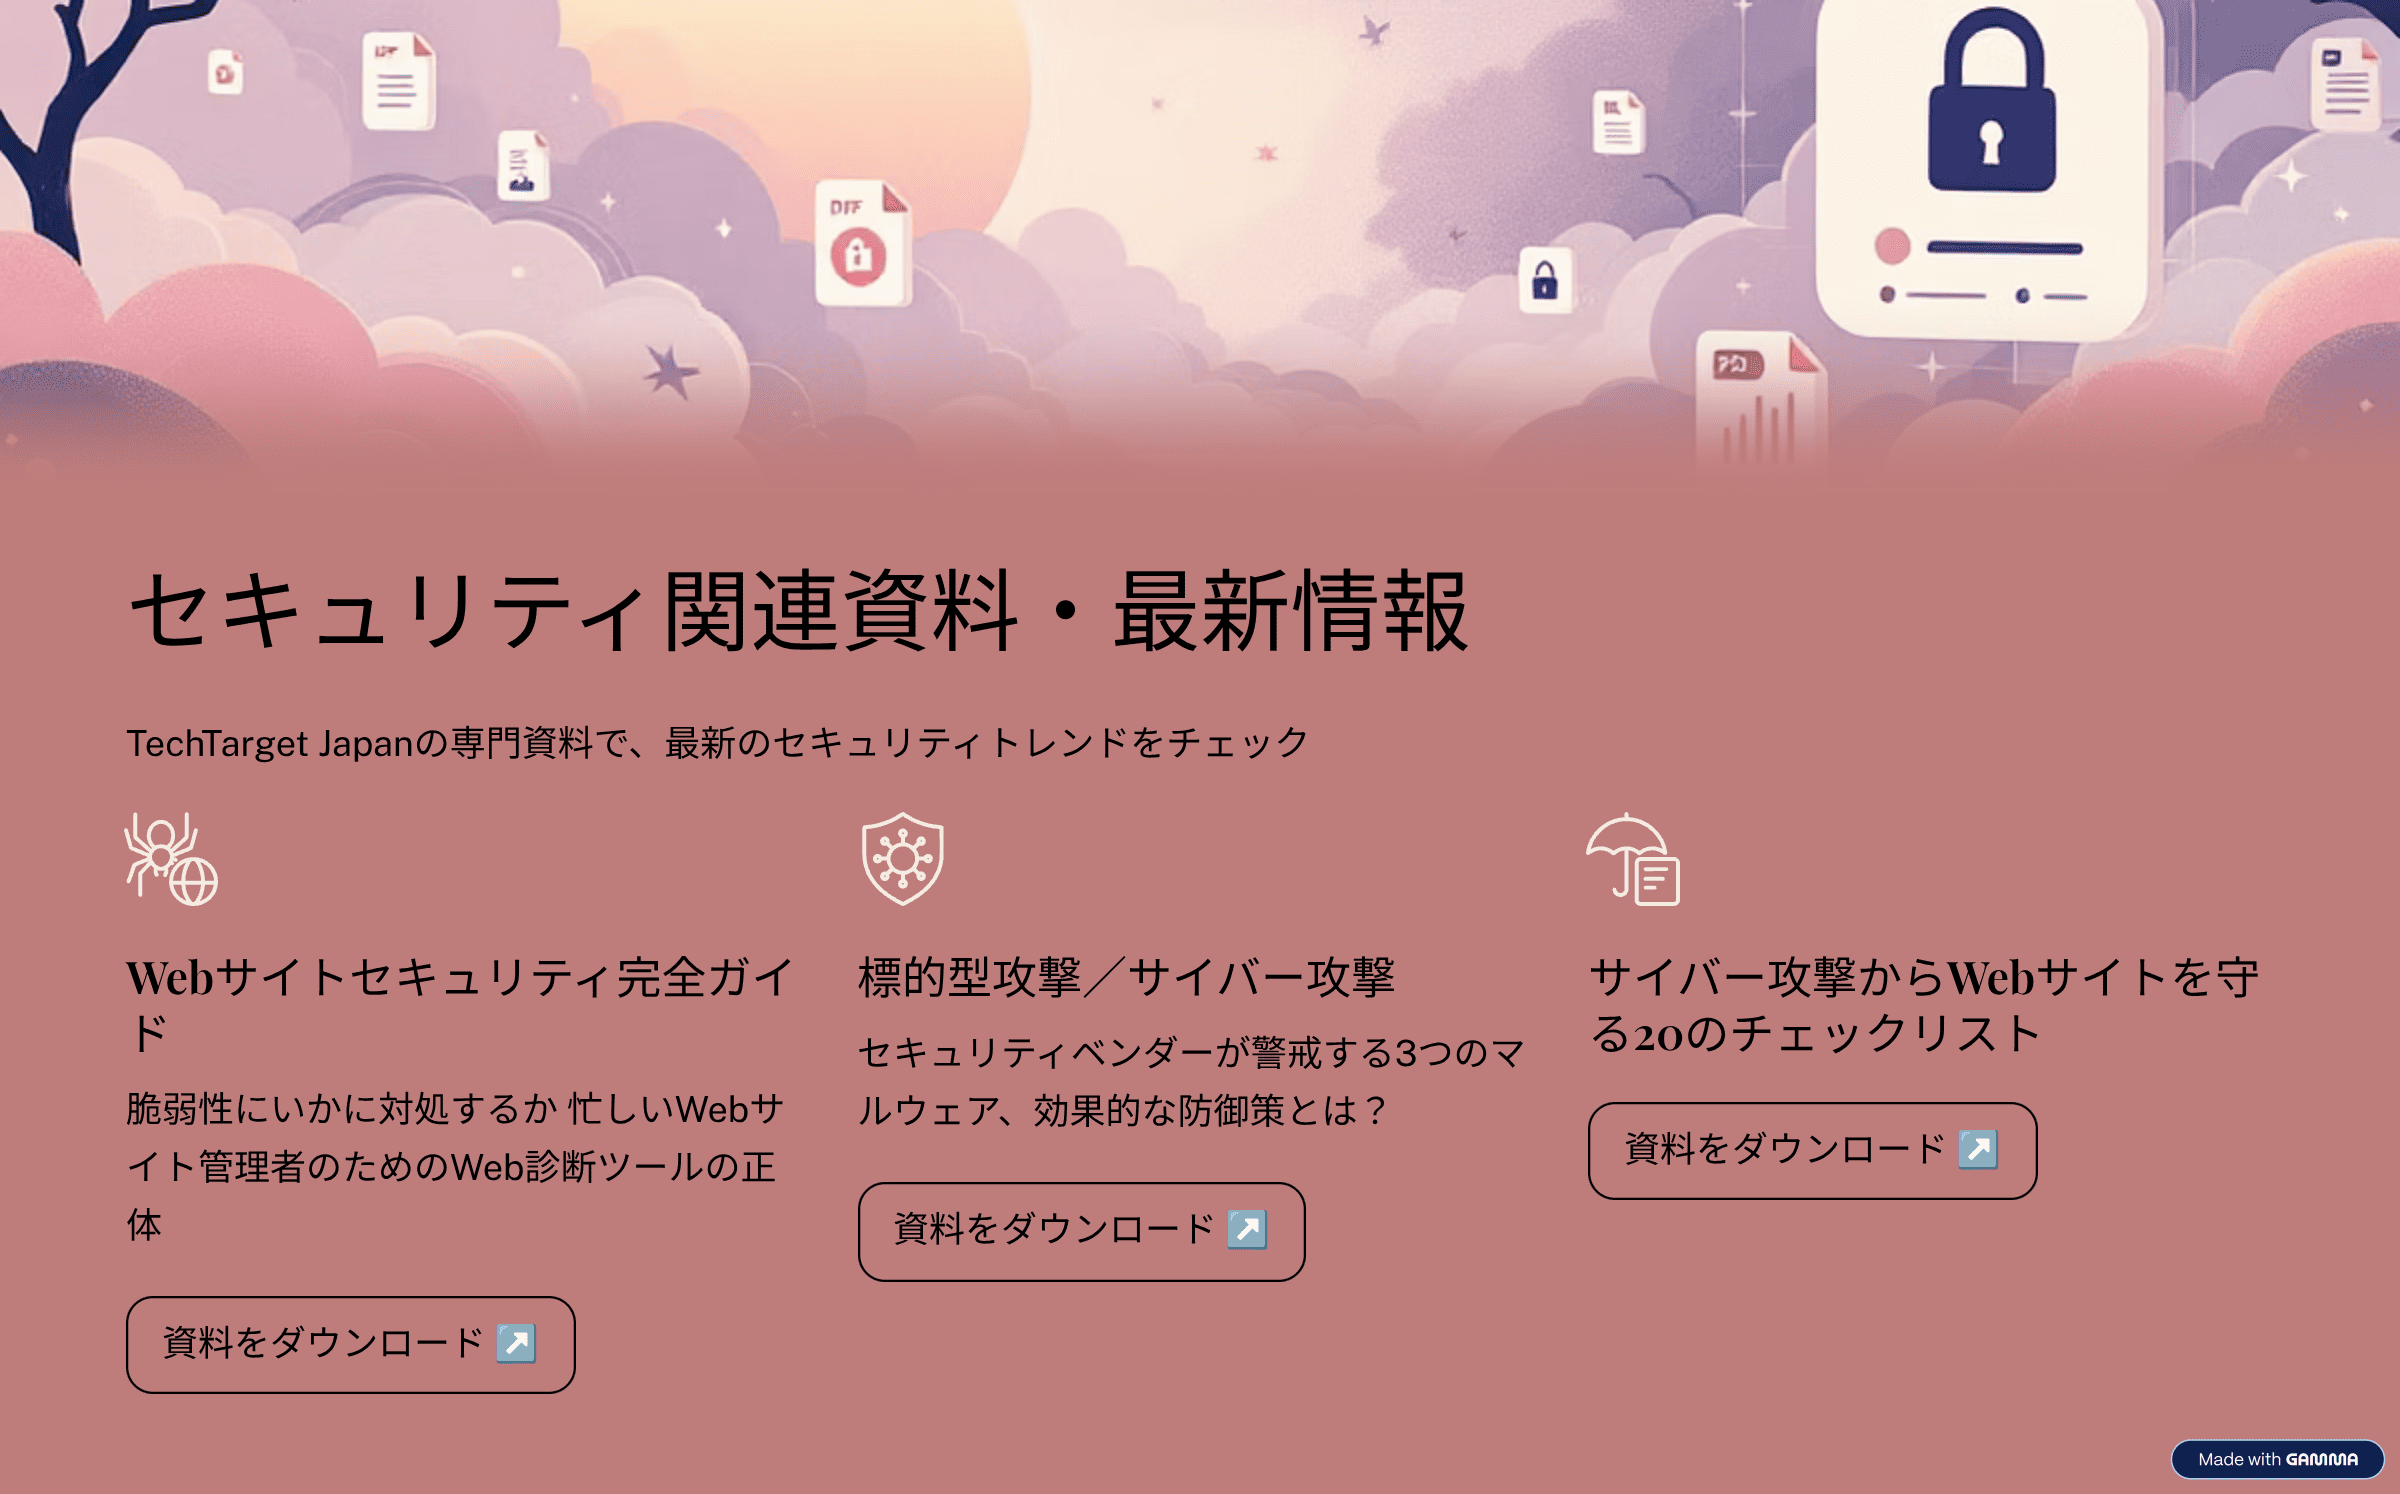 セキュリティ関連資料・最新情報
TechTarget Japanの専門資料で、最新のセキュリティトレンドをチェック
Webサイトセキュリティ完全ガイ
ド
脆弱性にいかに対処するか 忙しいWebサ
イト管理者のためのWeb診断ツールの正
体
資料をダウンロード
標的型攻撃／サイバー攻撃
セキュリティベンダーが警戒する3つのマ
ルウェア、効果的な防御策とは？
資料をダウンロード
サイバー攻撃からWebサイトを守
る20のチェックリスト
資料をダウンロード
Made with GAMMA